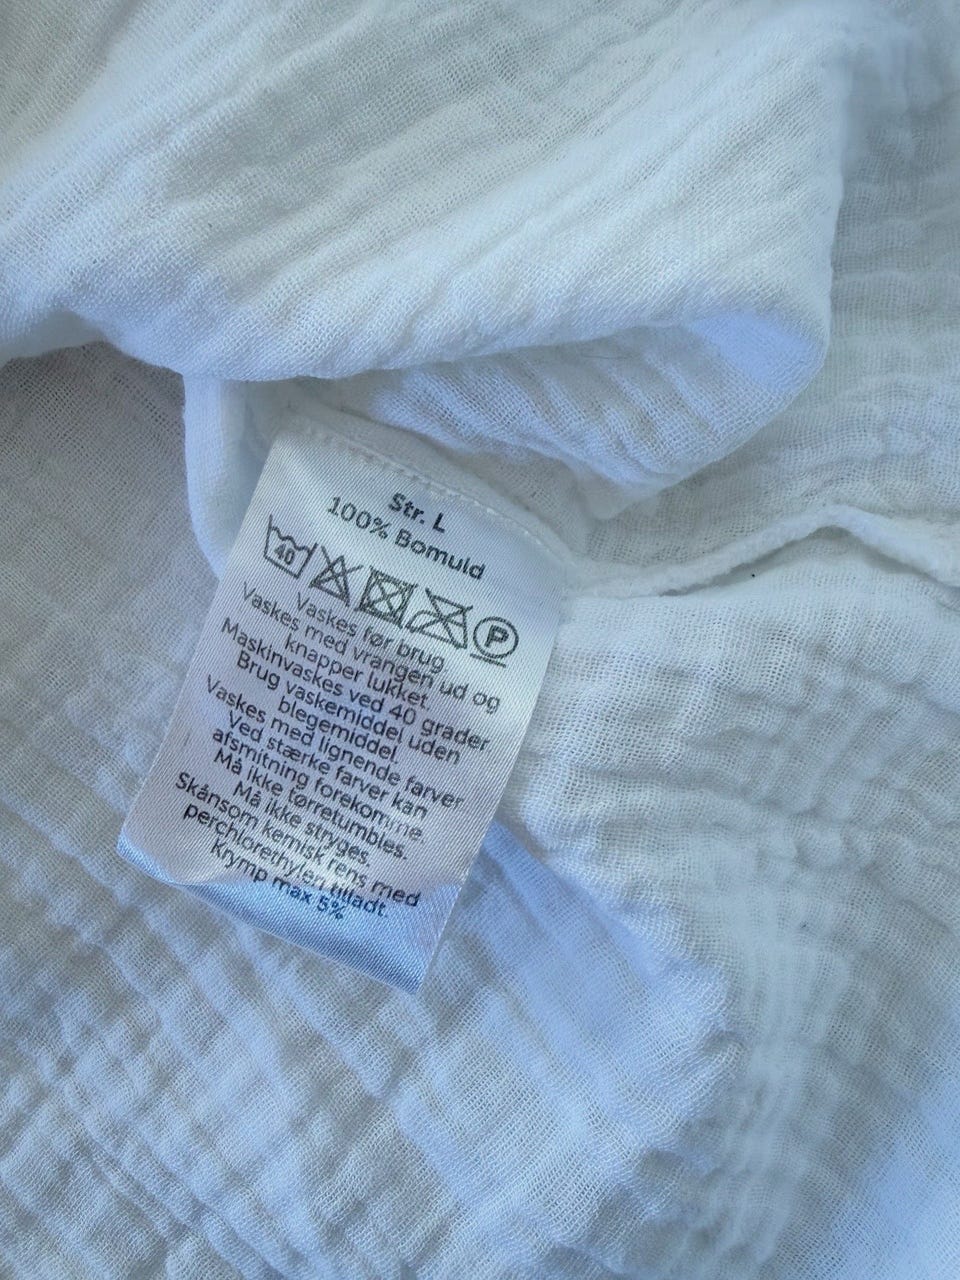 Str. L
100% Bomuld
40 P
Vaskes før brug
Vaskes med vrangen ud og
knapper lukket.
Maskinvaskes ved 40 grader
Brug vaskemiddel uden
blegemiddel.
Vaskes med lignende farver
Ved stærke farver kan
afsmitning forekomme.
Må ikke tørretumbles.
Må ikke stryges.
Skånsom kemisk rens med
perchlorethylen tilladt.
Krymp max 5%